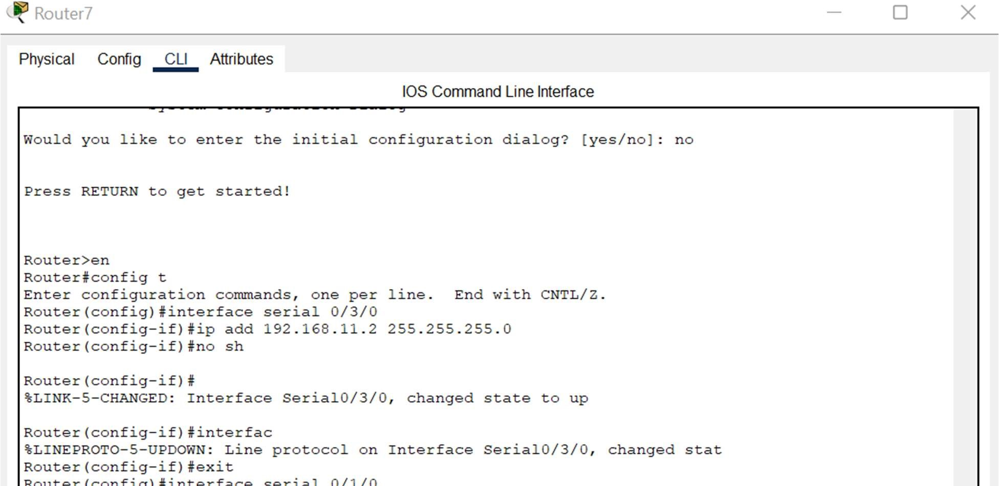 Router7
Physical Config CLI Attributes
IOS Command Line Interface
System Configuration Dialog
Would you like to enter the initial configuration dialog? [yes/no]: no
Press RETURN to get started!
Router>en
Router#config t
Enter configuration commands, one per line.  End with CNTL/Z.
Router(config)#interface serial 0/3/0
Router(config-if)#ip add 192.168.11.2 255.255.255.0
Router(config-if)#no sh
Router(config-if)#
%LINK-5-CHANGED: Interface Serial0/3/0, changed state to up
Router(config-if)#interfac
%LINEPROTO-5-UPDOWN: Line protocol on Interface Serial0/3/0, changed stat
Router(config-if)#exit
Router(config)#interface serial 0/1/0